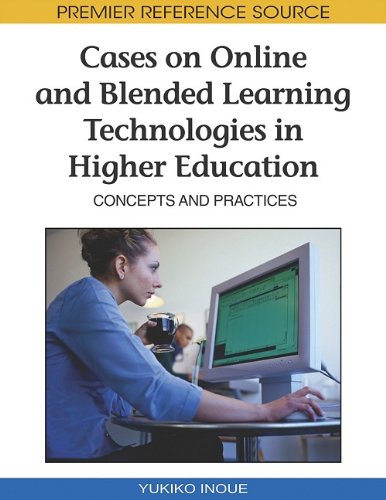 PREMIER REFERENCE SOURCE
Cases on Online
and Blended Learning
Technologies in
Higher Education
CONCEPTS AND PRACTICES
YUKIKO INOUE